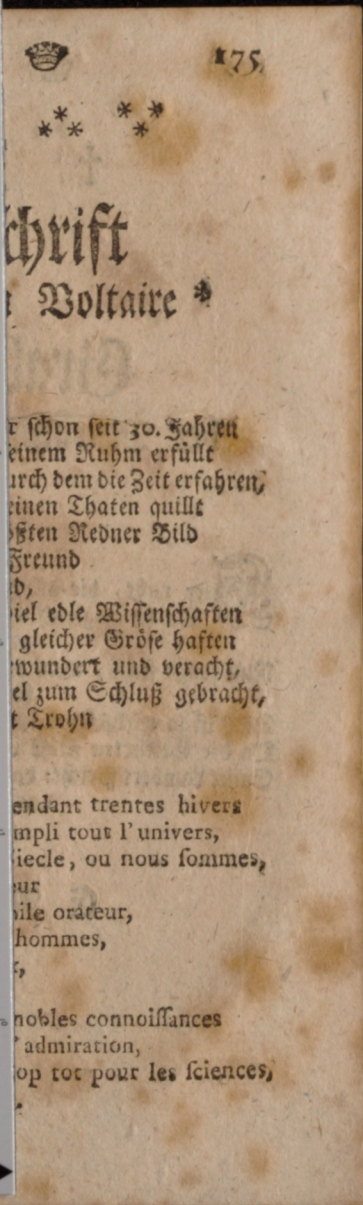 175.
chrift
Voltaire *
schon seit 30. Jahren
einem Ruhm erfüllt
urch dem die Zeit erfahren,
einen Thaten quillt
ßten Redner Bild
Freund
d,
iel edle Wissenschaften
gleicher Gröse haften
wundert und veracht,
el zum Schluß gebracht,
t Trohn
endant trentes hivers
mpli tout l'univers,
iecle, ou nous sommes,
ur
ile orateur,
hommes,
nobles connoissances
admiration,
op tot pour les sciences,